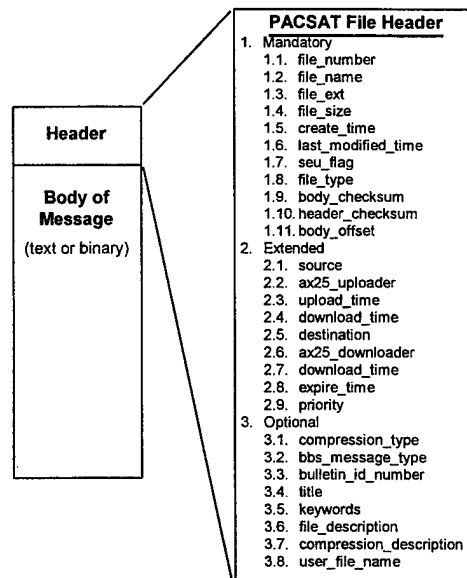 Header
Body of
Message
(text or binary)
PACSAT File Header
1. Mandatory
1.1. file_number
1.2. file_name
1.3. file_ext
1.4. file_size
1.5. create_time
1.6. last_modified_time
1.7. seu_flag
1.8. file_type
1.9. body_checksum
1.10. header_checksum
1.11. body_offset
2. Extended
2.1. source
2.2. ax25_uploader
2.3. upload_time
2.4. download_time
2.5. destination
2.6. ax25_downloader
2.7. download_time
2.8. expire_time
2.9. priority
3. Optional
3.1. compression_type
3.2. bbs_message_type
3.3. bulletin_id_number
3.4. title
3.5. keywords
3.6. file_description
3.7. compression_description
3.8. user_file_name